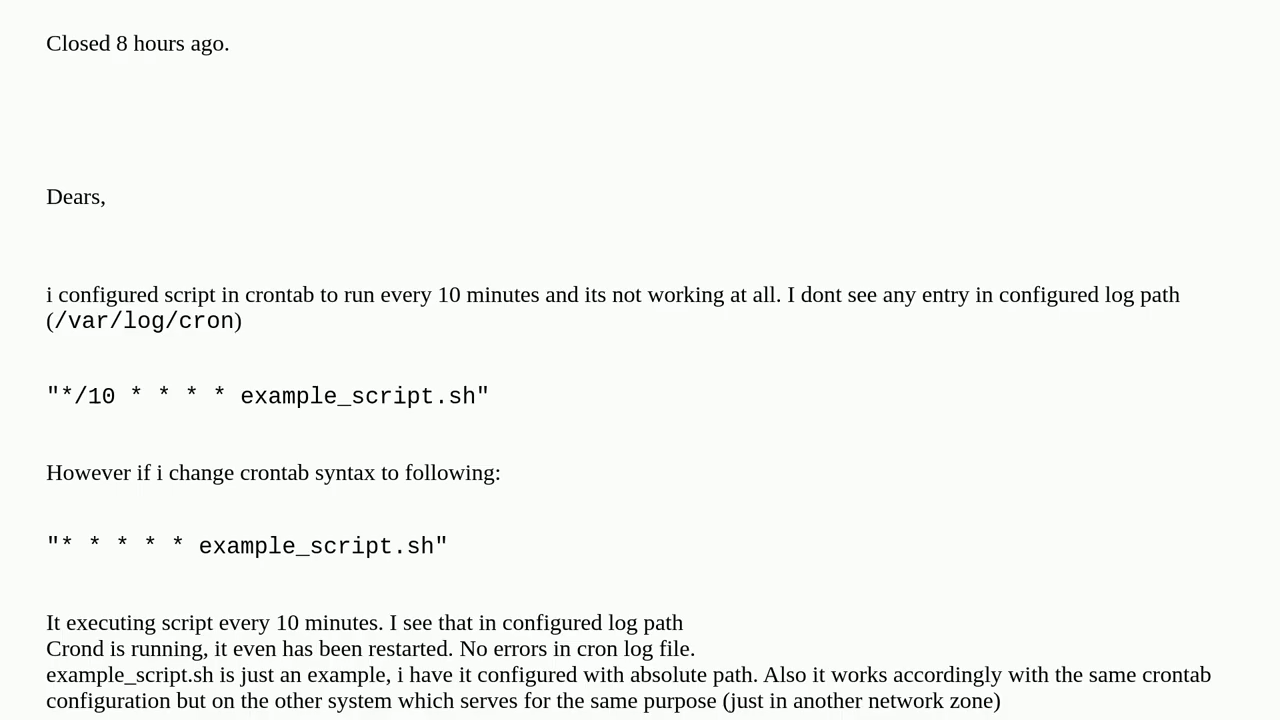 Closed 8 hours ago.
Dears,
i configured script in crontab to run every 10 minutes and its not working at all. I dont see any entry in configured log path
(/var/log/cron)
"*/10 * * * * example_script.sh"
However if i change crontab syntax to following:
"* * * * * example_script.sh"
It executing script every 10 minutes. I see that in configured log path
Crond is running, it even has been restarted. No errors in cron log file.
example_script.sh is just an example, i have it configured with absolute path. Also it works accordingly with the same crontab
configuration but on the other system which serves for the same purpose (just in another network zone)